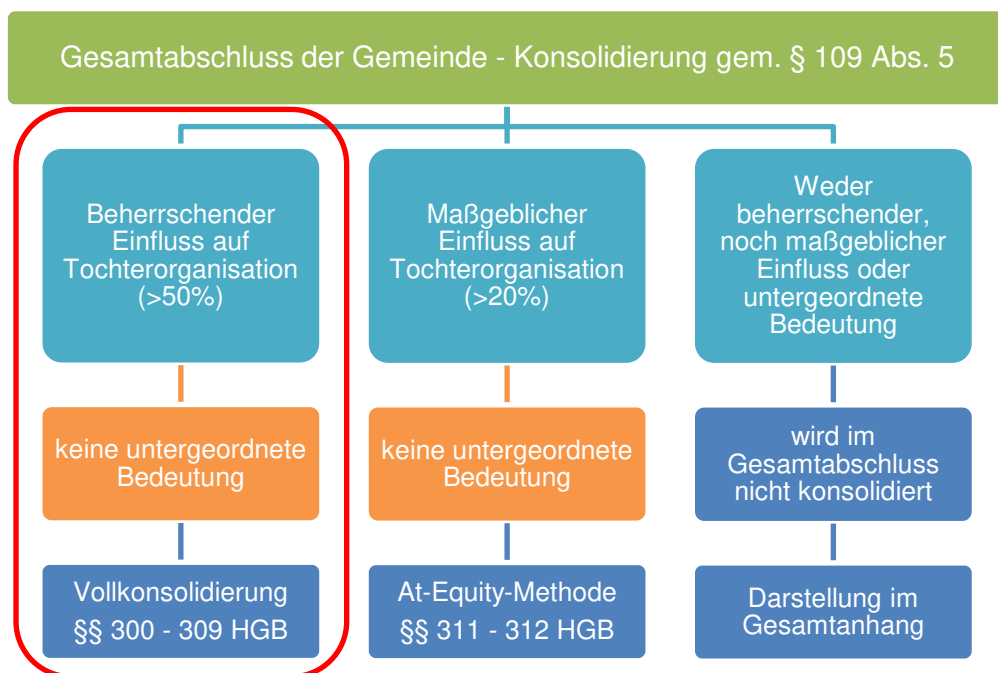 Gesamtabschluss der Gemeinde - Konsolidierung gem. § 109 Abs. 5
Beherrschender
Einfluss auf
Tochterorganisation
(>50%)
keine untergeordnete
Bedeutung
Vollkonsolidierung
§§ 300 - 309 HGB
Maßgeblicher
Einfluss auf
Tochterorganisation
(>20%)
keine untergeordnete
Bedeutung
At-Equity-Methode
§§ 311 - 312 HGB
Weder
beherrschender,
noch maßgeblicher
Einfluss oder
untergeordnete
Bedeutung
wird im
Gesamtabschluss
nicht konsolidiert
Darstellung im
Gesamtanhang